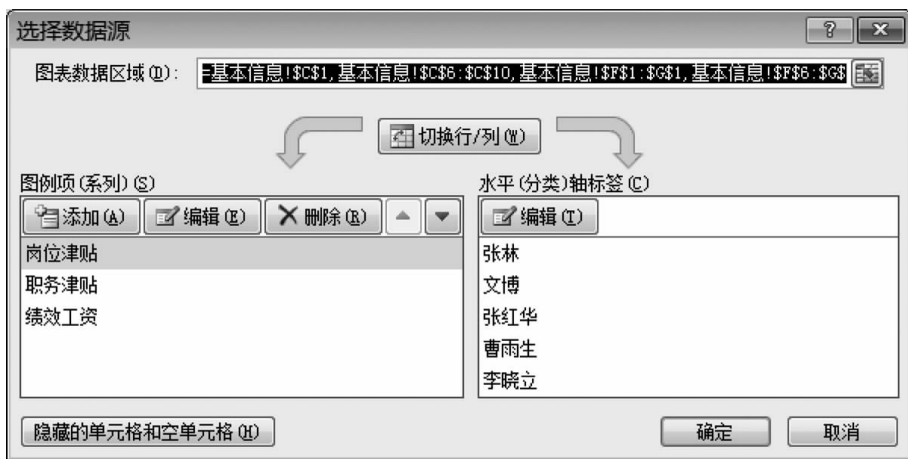 选择数据源
图表数据区域(D): =基本信息!$C$1,基本信息!$C$6:$C$10,基本信息!$F$1:$G$1,基本信息!$F$6:$G$
切换行/列(W)
图例项(系列)(S)
水平(分类)轴标签(C)
添加(A) 编辑(E) 删除(R)
编辑(T)
岗位津贴
职务津贴
绩效工资
张林
文博
张红华
曹雨生
李晓立
隐藏的单元格和空单元格(H)
确定 取消